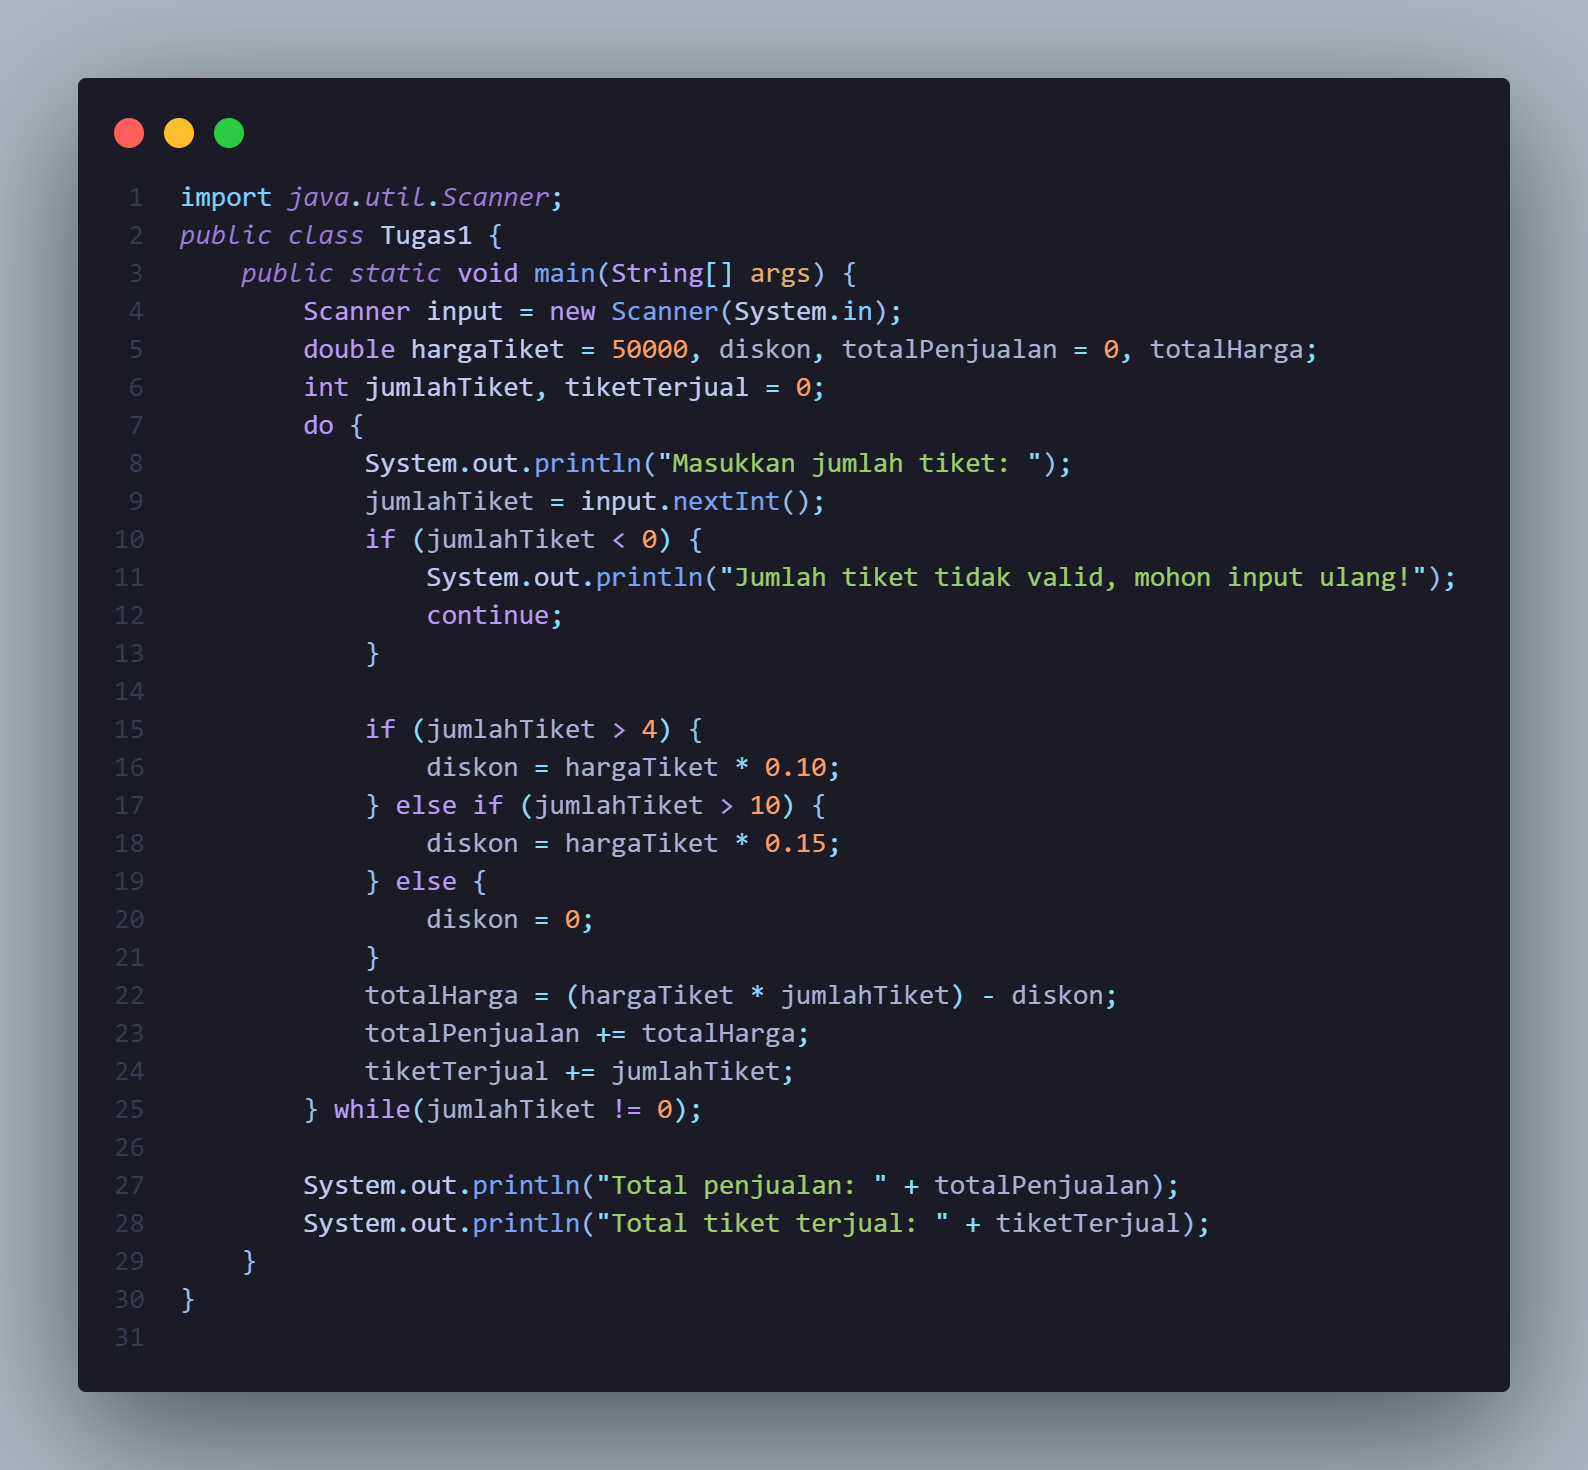 1 import java.util.Scanner;
2 public class Tugas1 {
3     public static void main(String[] args) {
4         Scanner input = new Scanner(System.in);
5         double hargaTiket = 50000, diskon, totalPenjualan = 0, totalHarga;
6         int jumlahTiket, tiketTerjual = 0;
7         do {
8             System.out.println("Masukkan jumlah tiket: ");
9             jumlahTiket = input.nextInt();
10             if (jumlahTiket < 0) {
11                 System.out.println("Jumlah tiket tidak valid, mohon input ulang!");
12                 continue;
13             }
14
15             if (jumlahTiket > 4) {
16                 diskon = hargaTiket * 0.10;
17             } else if (jumlahTiket > 10) {
18                 diskon = hargaTiket * 0.15;
19             } else {
20                 diskon = 0;
21             }
22             totalHarga = (hargaTiket * jumlahTiket) - diskon;
23             totalPenjualan += totalHarga;
24             tiketTerjual += jumlahTiket;
25         } while(jumlahTiket != 0);
26
27         System.out.println("Total penjualan: " + totalPenjualan);
28         System.out.println("Total tiket terjual: " + tiketTerjual);
29     }
30 }
31